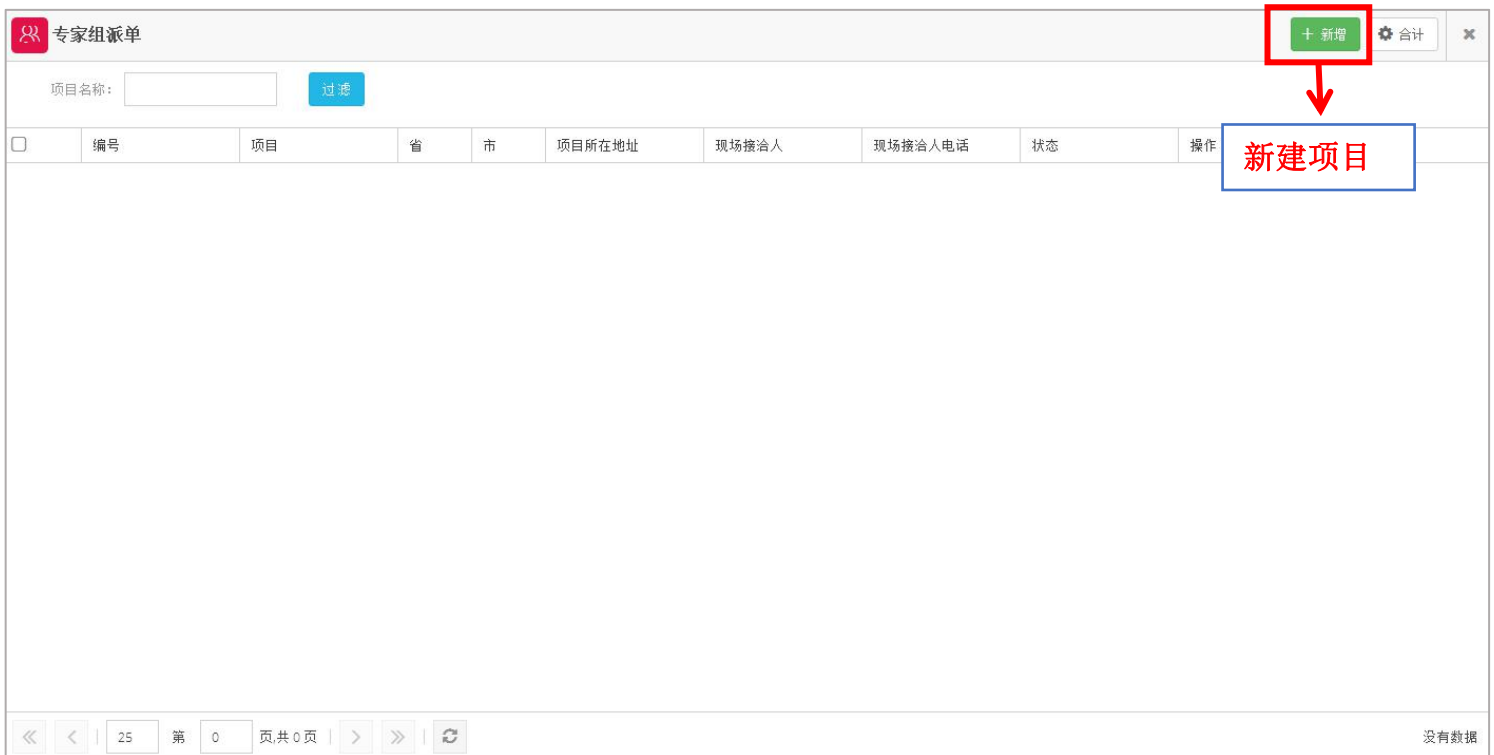 专家组派单
+ 新增
合计
项目名称：
过滤
编号 项目 省 市 项目所在地址 现场接洽人 现场接洽人电话 状态 操作
新建项目
25 第 0 页,共 0 页
没有数据